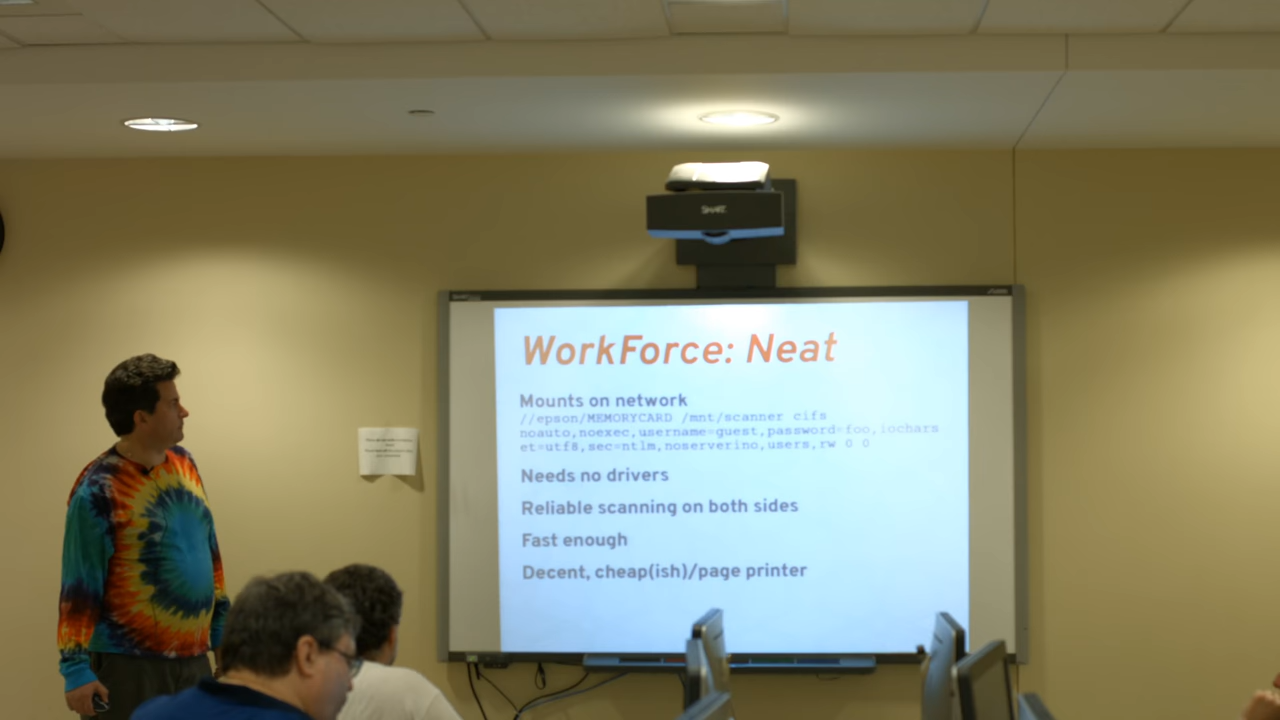 SMART
WorkForce: Neat
Mounts on network
//epson/MEMORYCARD /mnt/scanner cifs
noauto,noexec,username=guest,password=foo,iochars
et=utf8,sec=ntlm,noserverino,users,rw 0 0
Needs no drivers
Reliable scanning on both sides
Fast enough
Decent, cheap(ish)/page printer